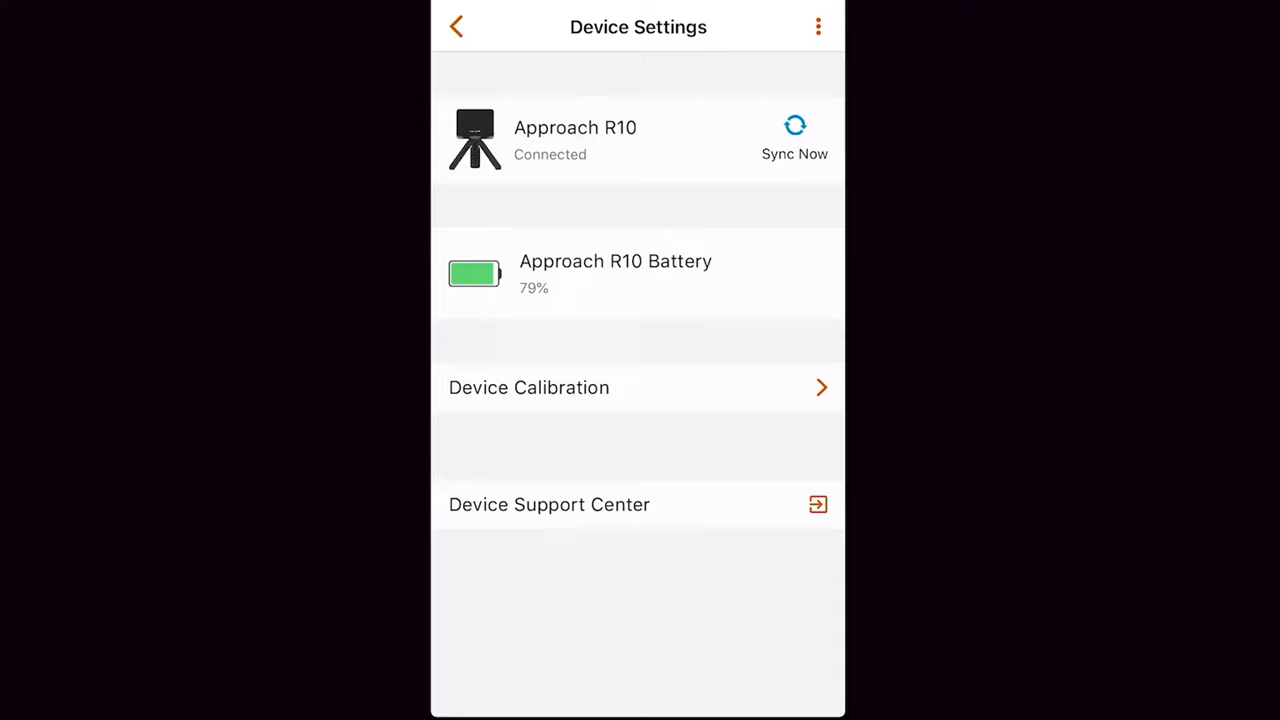 Device Settings
Approach R10
Connected
Sync Now
Approach R10 Battery
79%
Device Calibration
Device Support Center